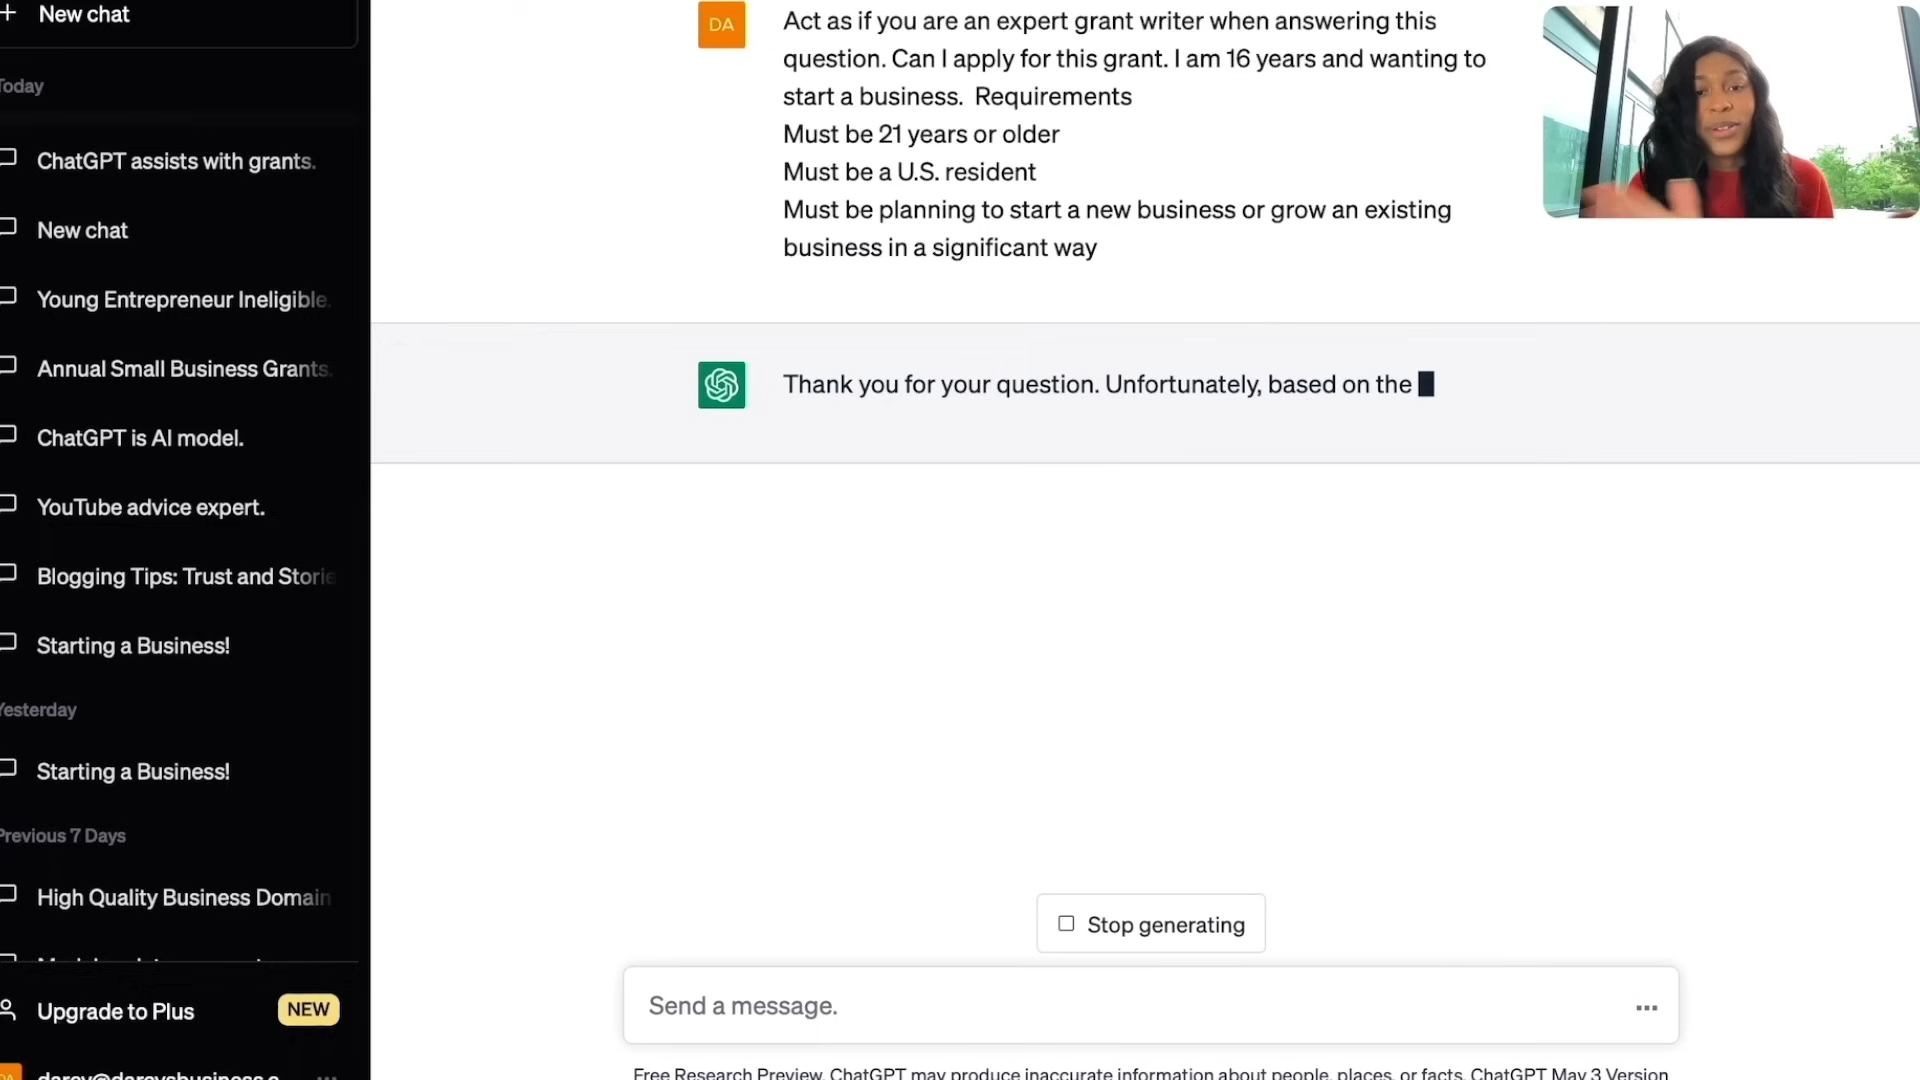 New chat
Today
ChatGPT assists with grants.
New chat
Young Entrepreneur Ineligible.
Annual Small Business Grants.
ChatGPT is AI model.
YouTube advice expert.
Blogging Tips: Trust and Storie
Starting a Business!
Yesterday
Starting a Business!
Previous 7 Days
High Quality Business Domain
Upgrade to Plus
NEW
DA
Act as if you are an expert grant writer when answering this
question. Can I apply for this grant. I am 16 years and wanting to
start a business. Requirements
Must be 21 years or older
Must be a U.S. resident
Must be planning to start a new business or grow an existing
business in a significant way
Thank you for your question. Unfortunately, based on the
Stop generating
Send a message.
Free Research Preview. ChatGPT may produce inaccurate information about people, places, or facts. ChatGPT May 3 Version